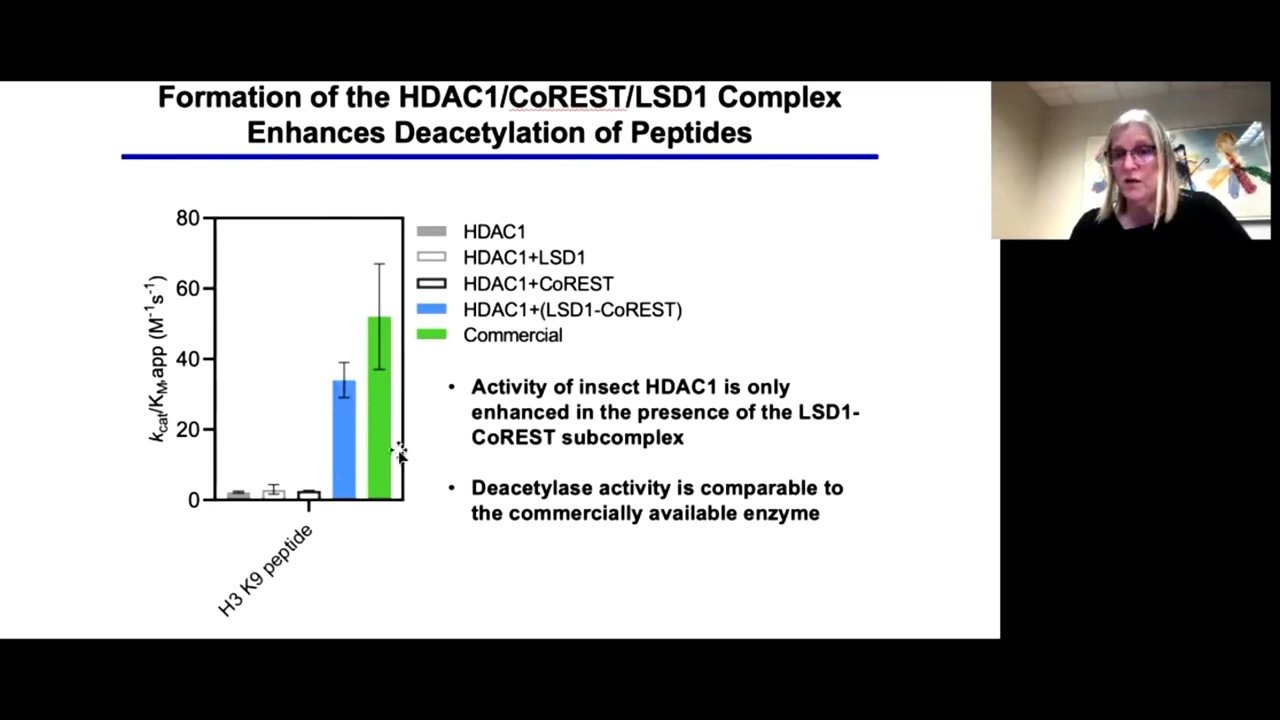 Formation of the HDAC1/CoREST/LSD1 Complex
Enhances Deacetylation of Peptides
80
60
40
20
0
kcat/KM,app (M⁻¹s⁻¹)
H3 K9 peptide
HDAC1
HDAC1+LSD1
HDAC1+CoREST
HDAC1+(LSD1-CoREST)
Commercial
• Activity of insect HDAC1 is only
enhanced in the presence of the LSD1-
CoREST subcomplex
• Deacetylase activity is comparable to
the commercially available enzyme